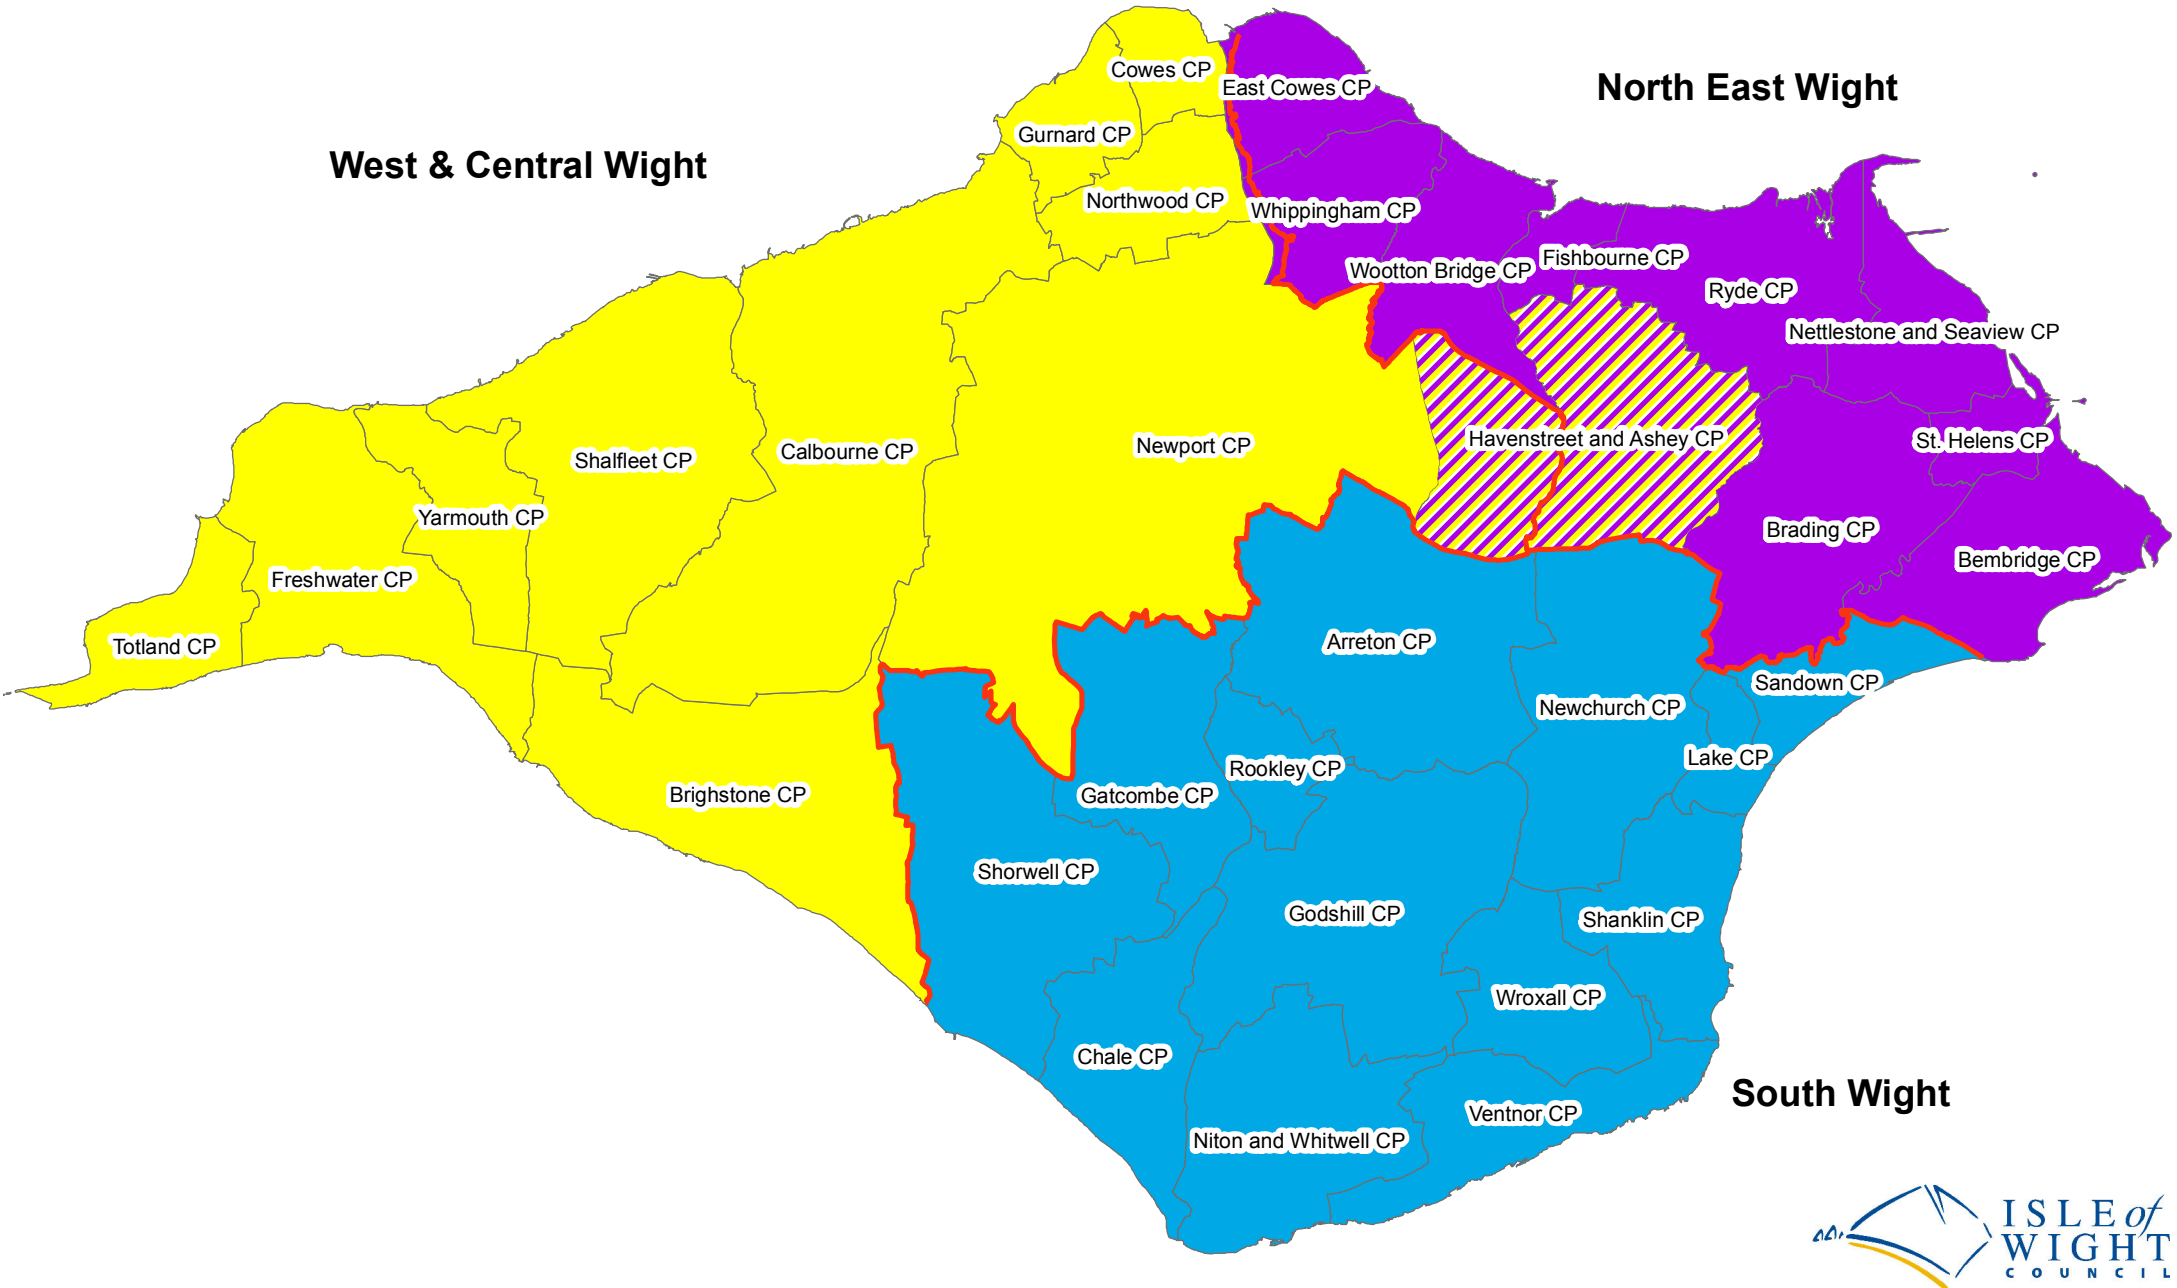 Cowes CP
East Cowes CP
North East Wight
Gurnard CP
West & Central Wight
Northwood CP
Whippingham CP
Fishbourne CP
Wootton Bridge CP
Ryde CP
Nettlestone and Seaview CP
Havenstreet and Ashey CP
St. Helens CP
Newport CP
Calbourne CP
Shalfleet CP
Yarmouth CP
Brading CP
Bembridge CP
Freshwater CP
Totland CP
Arreton CP
Sandown CP
Newchurch CP
Lake CP
Rookley CP
Brighstone CP
Gatcombe CP
Shorwell CP
Godshill CP
Shanklin CP
Wroxall CP
Chale CP
South Wight
Ventnor CP
Niton and Whitwell CP
ISLE of
WIGHT
COUNCIL